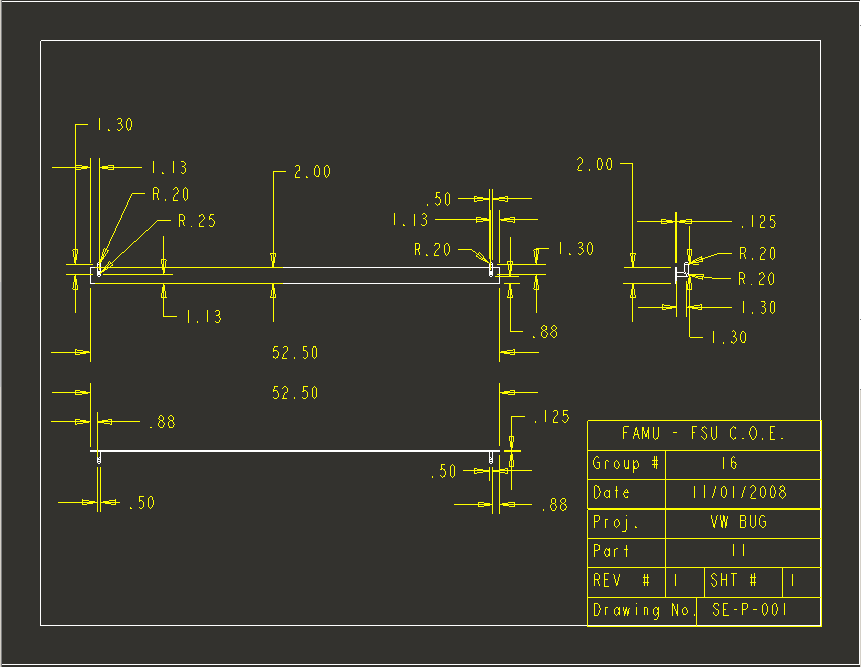 1.30
1.13
2.00
2.00
R.20
.50
R.25
1.13
.125
R.20
1.30
R.20
R.20
1.30
1.13
.88
1.30
52.50
52.50
.88
.125
FAMU - FSU C.O.E.
Group # 16
.50
Date 11/01/2008
.50
.88
Proj. VW BUG
Part 11
REV # 1 SHT # 1
Drawing No. SE-P-001